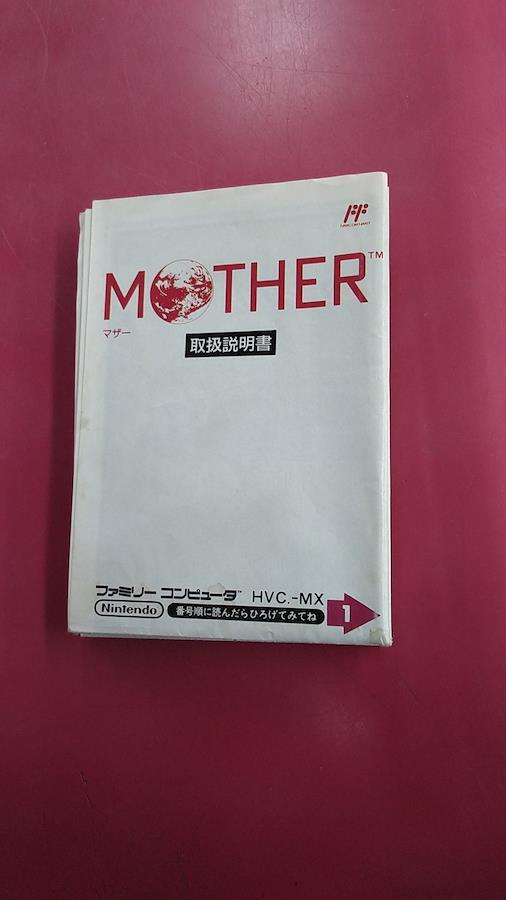 MOTHER™
マザー
取扱説明書
ファミリー コンピュータ™ HVC.-MX
Nintendo 番号順に読んだらひろげてみてね 1